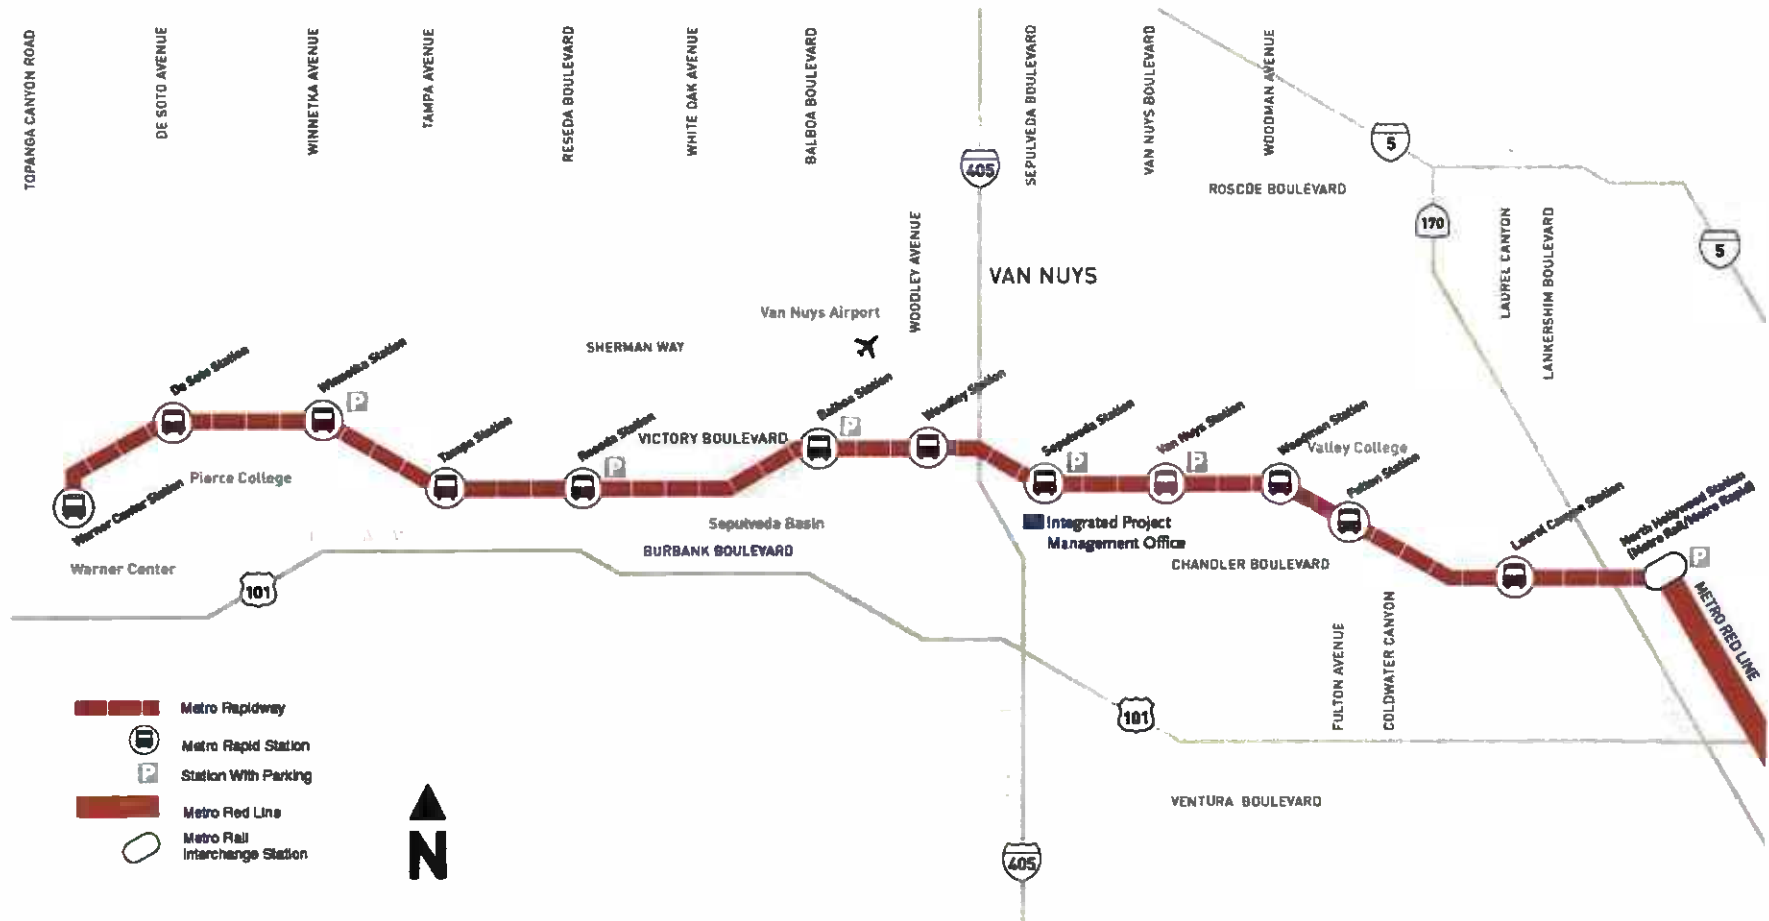 TOPANGA CANYON ROAD
DE SOTO AVENUE
WINNETKA AVENUE
TAMPA AVENUE
RESEDA BOULEVARD
WHITE OAK AVENUE
BALBOA BOULEVARD
WOODLEY AVENUE
405
SEPULVEDA BOULEVARD
VAN NUYS BOULEVARD
WOODMAN AVENUE
5
ROSCOE BOULEVARD
170
LAUREL CANYON
LANKERSHIM BOULEVARD
5
VAN NUYS
Van Nuys Airport
SHERMAN WAY
De Soto Station
Winnetka Station
P
Tampa Station
Reseda Station
P
VICTORY BOULEVARD
Balboa Station
P
Woodley Station
Sepulveda Station
P
Van Nuys Station
P
Woodman Station
Valley College
Fulton Station
Laurel Canyon Station
North Hollywood Station
(Metro Rail/Metro Rapid)
P
Warner Center Station
Pierce College
Sepulveda Basin
Integrated Project
Management Office
BURBANK BOULEVARD
CHANDLER BOULEVARD
Warner Center
101
METRO RED LINE
FULTON AVENUE
COLDWATER CANYON
101
VENTURA BOULEVARD
405
Metro Rapidway
Metro Rapid Station
P
Station With Parking
Metro Red Line
Metro Rail
Interchange Station
N